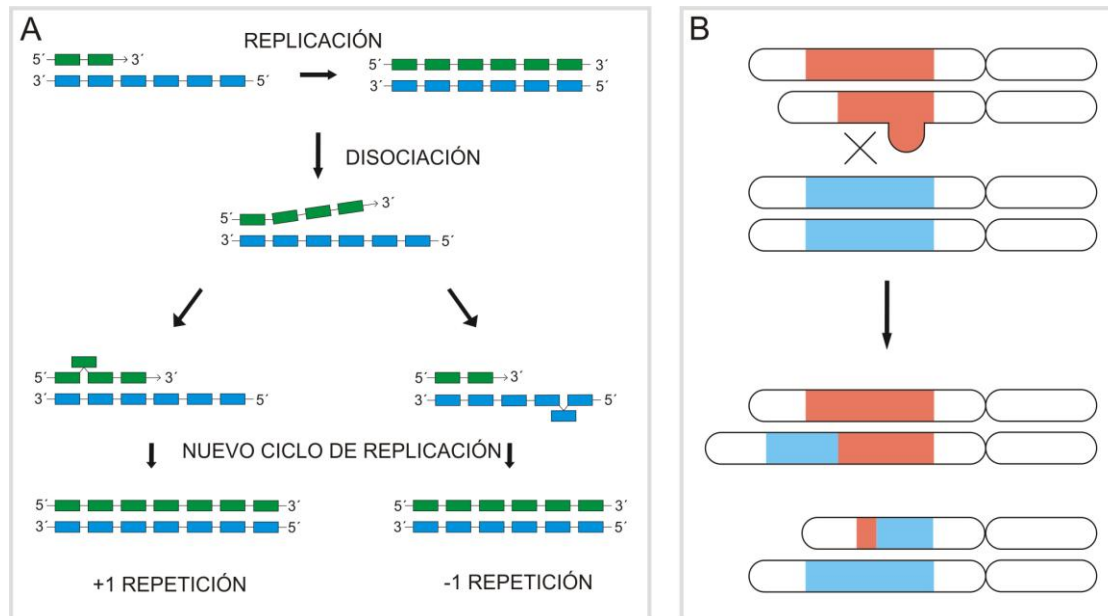 A
B
REPLICACIÓN
5´ 3´
5´ 3´
3´ 5´
3´ 5´
DISOCIACIÓN
5´ 3´
3´ 5´
5´ 3´
5´ 3´
3´ 5´
3´ 5´
NUEVO CICLO DE REPLICACIÓN
5´ 3´
5´ 3´
3´ 5´
3´ 5´
+1 REPETICIÓN
-1 REPETICIÓN